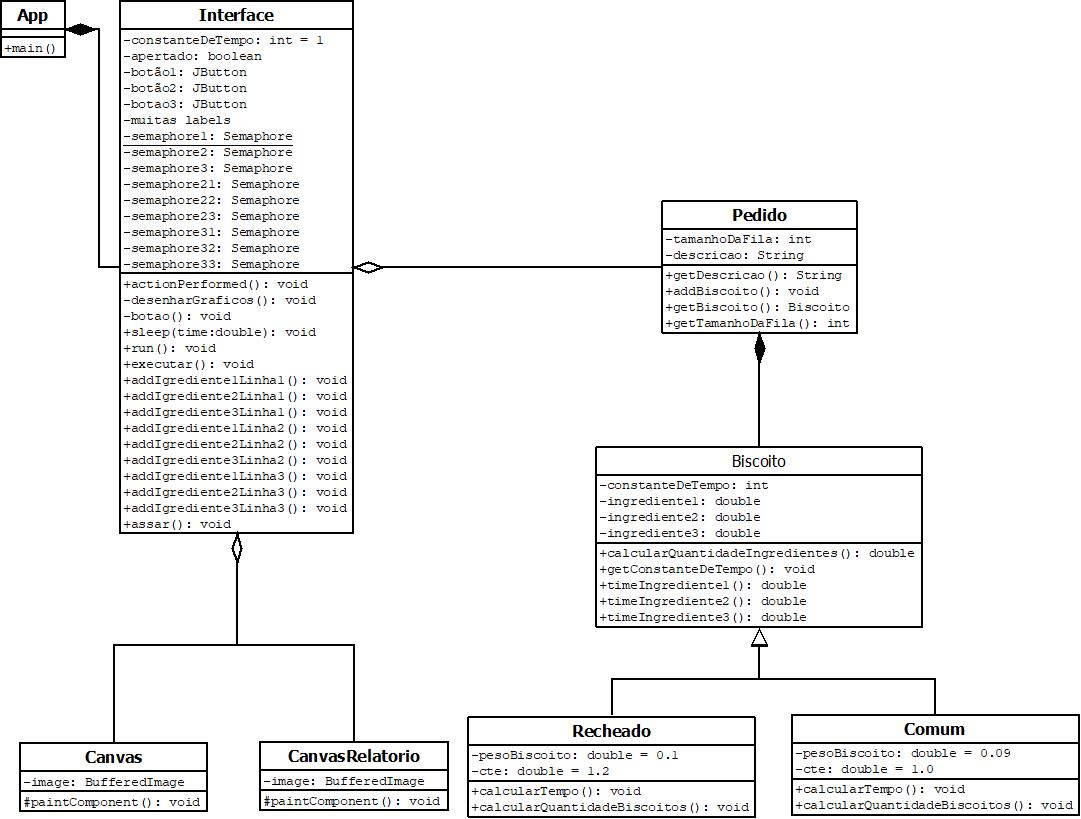 App
+main()
Interface
-constanteDeTempo: int = 1
-apertado: boolean
-botão1: JButton
-botão2: JButton
-botao3: JButton
-muitas labels
-semaphore1: Semaphore
-semaphore2: Semaphore
-semaphore3: Semaphore
-semaphore21: Semaphore
-semaphore22: Semaphore
-semaphore23: Semaphore
-semaphore31: Semaphore
-semaphore32: Semaphore
-semaphore33: Semaphore
+actionPerformed(): void
-desenharGraficos(): void
-botao(): void
+sleep(time:double): void
+run(): void
+executar(): void
+addIgrediente1Linha1(): void
+addIgrediente2Linha1(): void
+addIgrediente3Linha1(): void
+addIgrediente1Linha2(): void
+addIgrediente2Linha2(): void
+addIgrediente3Linha2(): void
+addIgrediente1Linha3(): void
+addIgrediente2Linha3(): void
+addIgrediente3Linha3(): void
+assar(): void
Pedido
-tamanhoDaFila: int
-descricao: String
+getDescricao(): String
+addBiscoito(): void
+getBiscoito(): Biscoito
+getTamanhoDaFila(): int
Biscoito
-constanteDeTempo: int
-ingrediente1: double
-ingrediente2: double
-ingrediente3: double
+calcularQuantidadeIngredientes(): double
+getConstanteDeTempo(): void
+timeIngrediente1(): double
+timeIngrediente2(): double
+timeIngrediente3(): double
Canvas
-image: BufferedImage
#paintComponent(): void
CanvasRelatorio
-image: BufferedImage
#paintComponent(): void
Recheado
-pesoBiscoito: double = 0.1
-cte: double = 1.2
+calcularTempo(): void
+calcularQuantidadeBiscoitos(): void
Comum
-pesoBiscoito: double = 0.09
-cte: double = 1.0
+calcularTempo(): void
+calcularQuantidadeBiscoitos(): void